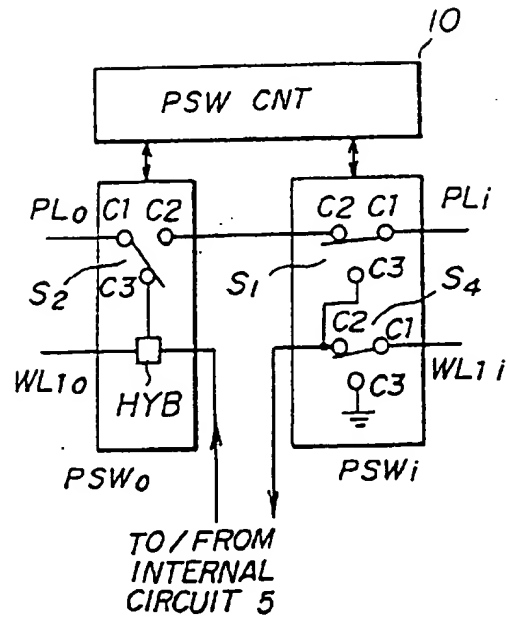 10
PSW CNT
PLo C1 C2 C2 C1 PLi
S2 C3 S1 C3 S4
C2 C1
WL1o HYB C3 WL1i
PSWo PSWi
TO/FROM
INTERNAL
CIRCUIT 5